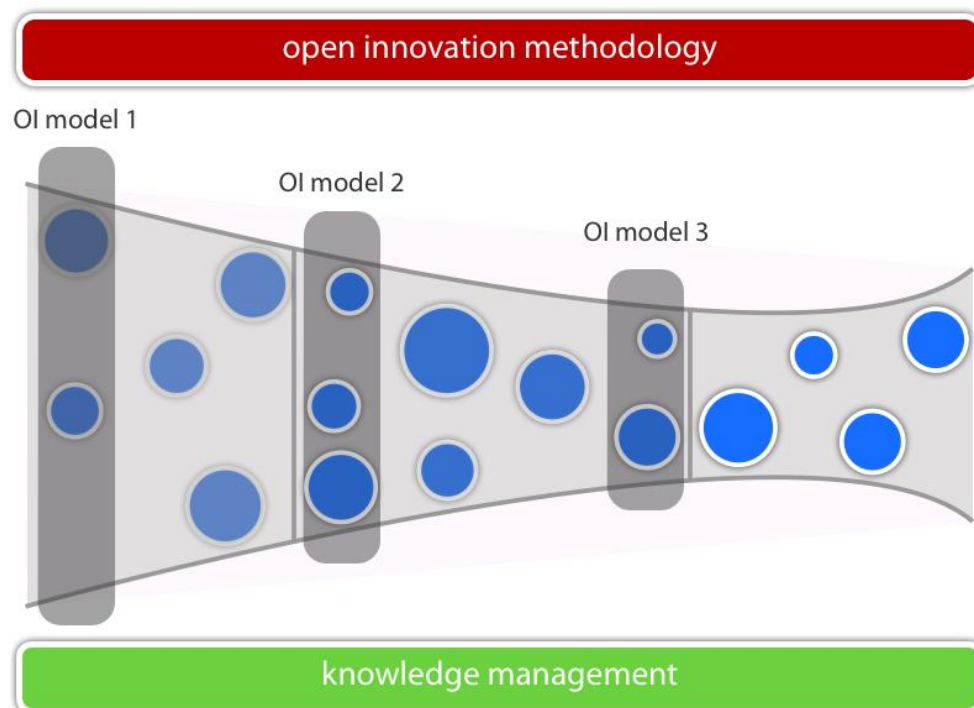 open innovation methodology
OI model 1
OI model 2
OI model 3
knowledge management